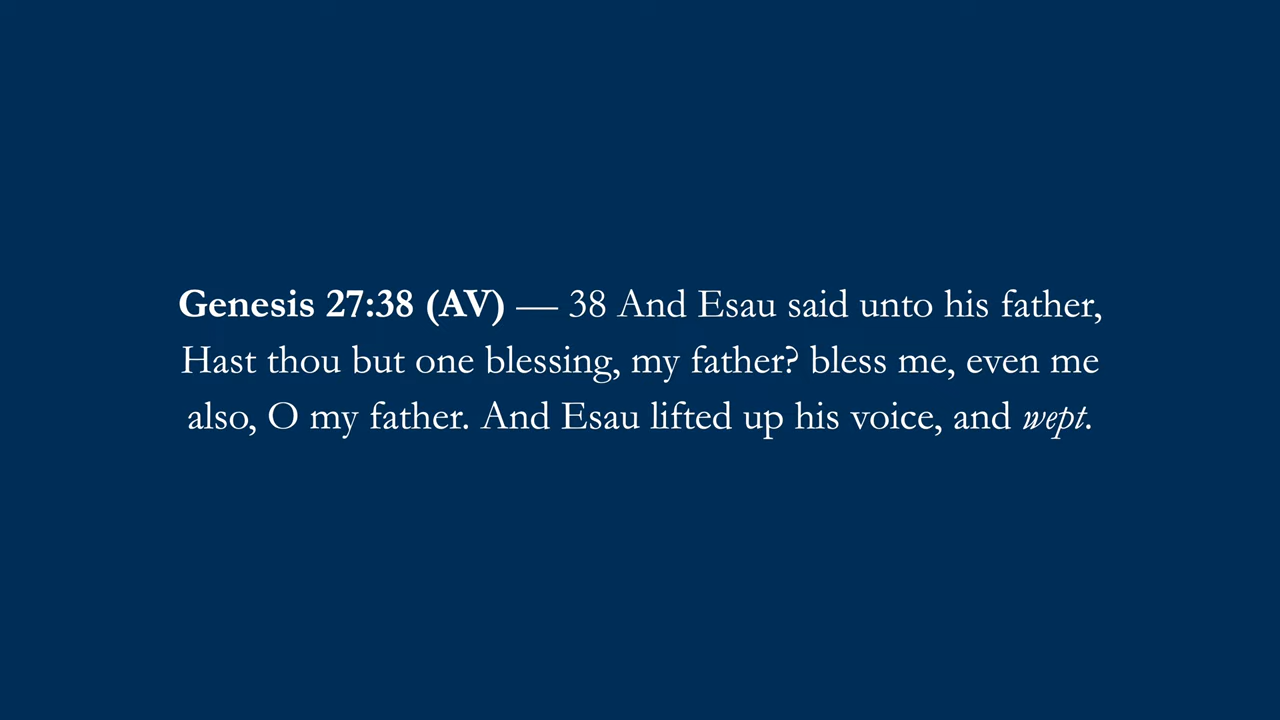 Genesis 27:38 (AV) — 38 And Esau said unto his father,
Hast thou but one blessing, my father? bless me, even me
also, O my father. And Esau lifted up his voice, and wept.